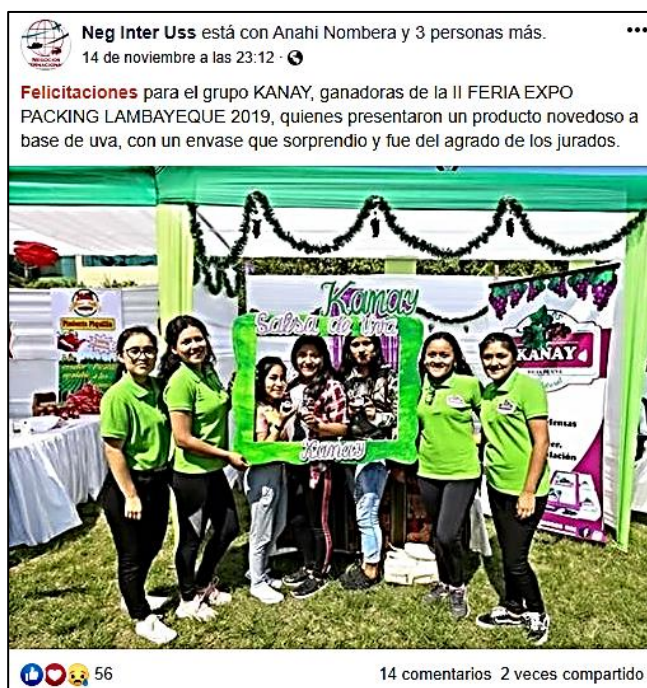 Neg Inter Uss está con Anahi Nombera y 3 personas más.
14 de noviembre a las 23:12 ·
Felicitaciones para el grupo KANAY, ganadoras de la II FERIA EXPO
PACKING LAMBAYEQUE 2019, quienes presentaron un producto novedoso a
base de uva, con un envase que sorprendio y fue del agrado de los jurados.
Kanay
Salsa de Uva
Kanay
KANAY
56
14 comentarios 2 veces compartido